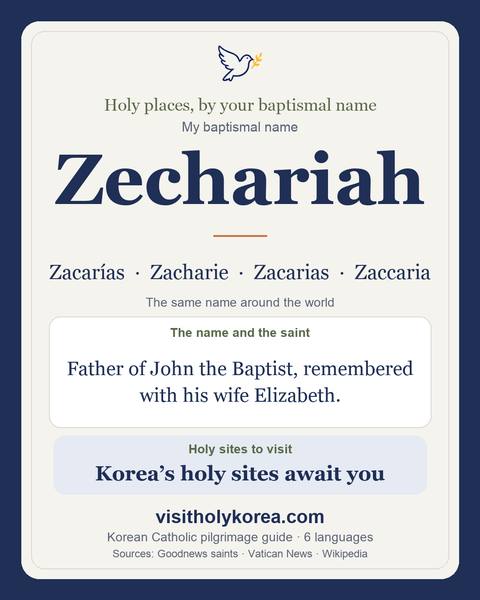 Holy places, by your baptismal name
My baptismal name
Zechariah
Zacarías · Zacharie · Zacarias · Zaccaria
The same name around the world
The name and the saint
Father of John the Baptist, remembered
with his wife Elizabeth.
Holy sites to visit
Korea’s holy sites await you
visitholykorea.com
Korean Catholic pilgrimage guide · 6 languages
Sources: Goodnews saints · Vatican News · Wikipedia